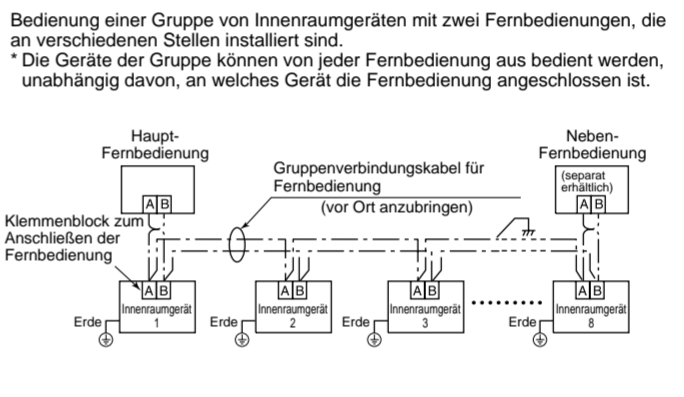 Bedienung einer Gruppe von Innenraumgeräten mit zwei Fernbedienungen, die
an verschiedenen Stellen installiert sind.
* Die Geräte der Gruppe können von jeder Fernbedienung aus bedient werden,
unabhängig davon, an welches Gerät die Fernbedienung angeschlossen ist.
Haupt-
Fernbedienung
Neben-
Fernbedienung
Gruppenverbindungskabel für
Fernbedienung
(vor Ort anzubringen)
(separat
erhältlich)
A B
A B
Klemmenblock zum
Anschließen der
Fernbedienung
A B
A B
A B
A B
Innenraumgerät
1
Innenraumgerät
2
Innenraumgerät
3
Innenraumgerät
8
Erde
Erde
Erde
Erde